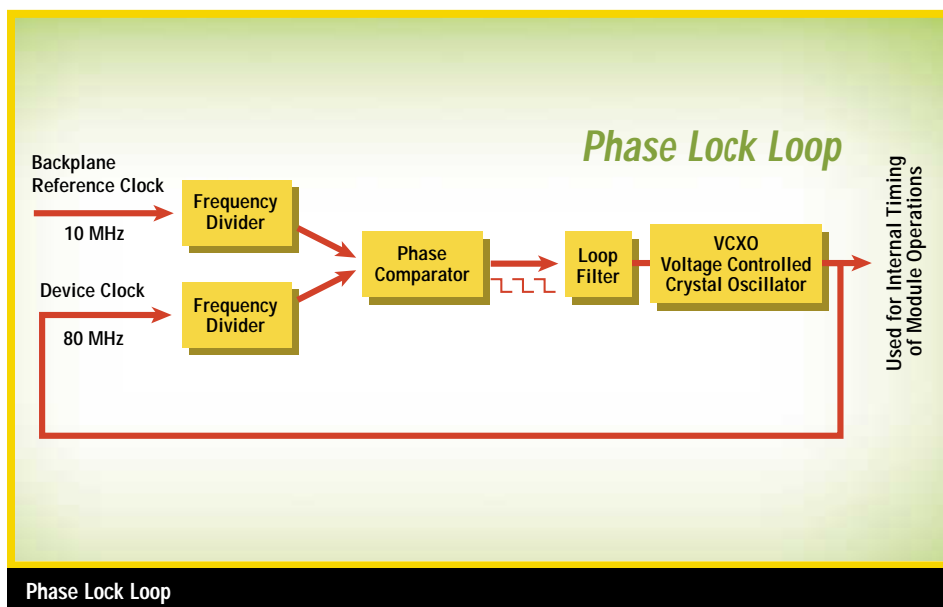 Phase Lock Loop
Backplane
Reference Clock
10 MHz
Frequency
Divider
Device Clock
80 MHz
Frequency
Divider
Phase
Comparator
Loop
Filter
VCXO
Voltage Controlled
Crystal Oscillator
Used for Internal Timing
of Module Operations
Phase Lock Loop